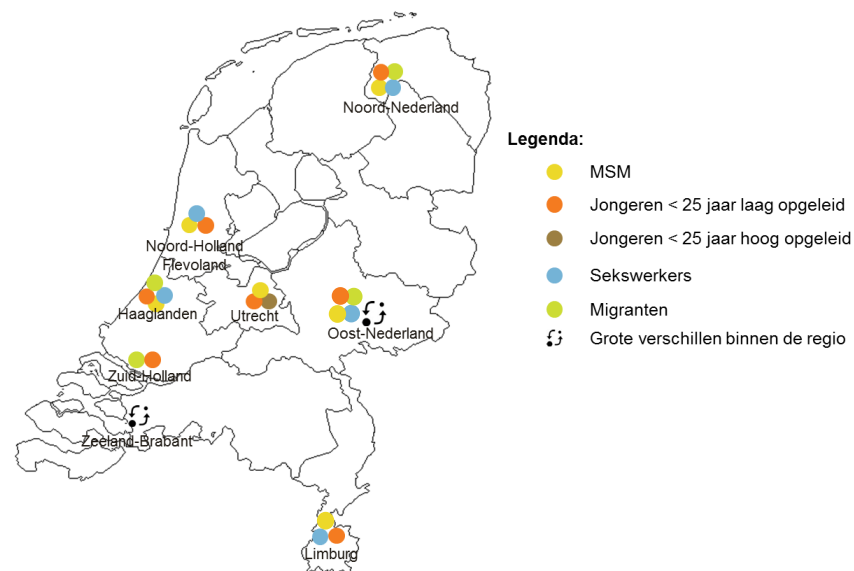 Noord-Nederland
Legenda:
MSM
Jongeren < 25 jaar laag opgeleid
Jongeren < 25 jaar hoog opgeleid
Sekswerkers
Migranten
Grote verschillen binnen de regio
Noord-Holland
Flevoland
Haaglanden
Utrecht
Oost-Nederland
Zuid-Holland
Zeeland-Brabant
Limburg